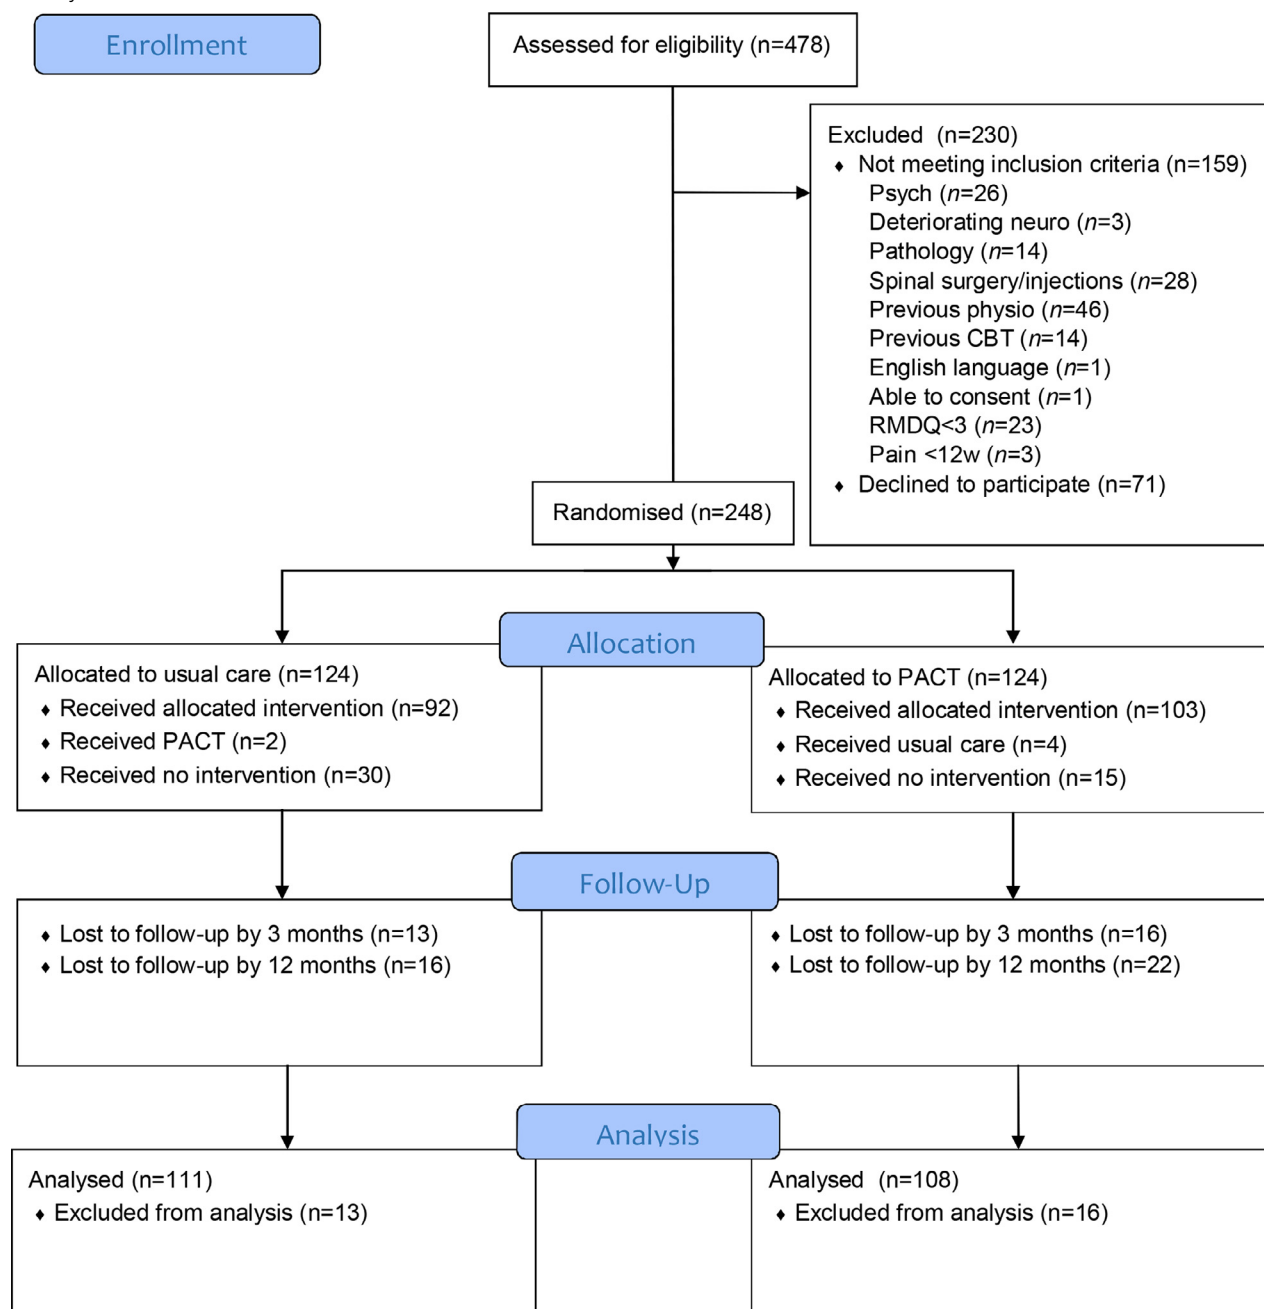 Enrollment
Assessed for eligibility (n=478)
Excluded (n=230)
♦ Not meeting inclusion criteria (n=159)
Psych (n=26)
Deteriorating neuro (n=3)
Pathology (n=14)
Spinal surgery/injections (n=28)
Previous physio (n=46)
Previous CBT (n=14)
English language (n=1)
Able to consent (n=1)
RMDQ<3 (n=23)
Pain <12w (n=3)
♦ Declined to participate (n=71)
Randomised (n=248)
Allocation
Allocated to usual care (n=124)
♦ Received allocated intervention (n=92)
♦ Received PACT (n=2)
♦ Received no intervention (n=30)
Allocated to PACT (n=124)
♦ Received allocated intervention (n=103)
♦ Received usual care (n=4)
♦ Received no intervention (n=15)
Follow-Up
♦ Lost to follow-up by 3 months (n=13)
♦ Lost to follow-up by 12 months (n=16)
♦ Lost to follow-up by 3 months (n=16)
♦ Lost to follow-up by 12 months (n=22)
Analysis
Analysed (n=111)
♦ Excluded from analysis (n=13)
Analysed (n=108)
♦ Excluded from analysis (n=16)